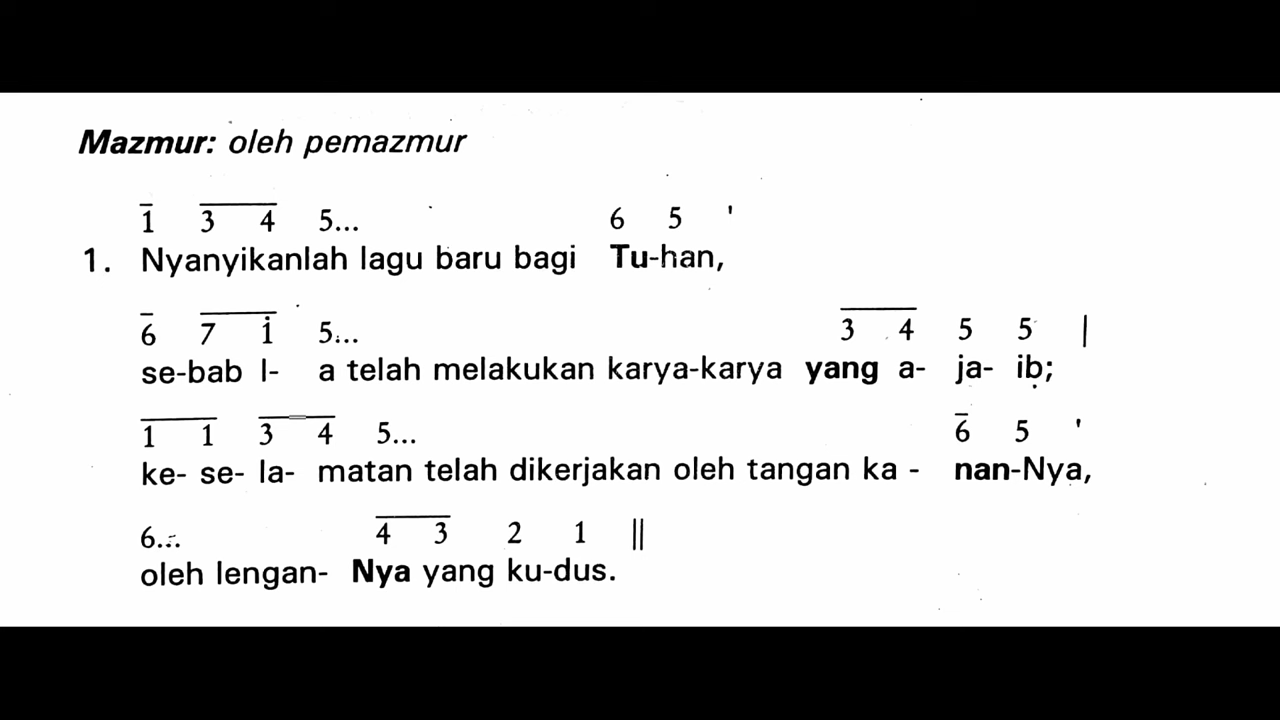 Mazmur: oleh pemazmur
1 3 4 5... 6 5 '
1. Nyanyikanlah lagu baru bagi Tu-han,
6 7 i 5... 3 4 5 5 |
se-bab I- a telah melakukan karya-karya yang a- ja- ib;
1 1 3 4 5... 6 5 '
ke- se- la- matan telah dikerjakan oleh tangan ka - nan-Nya,
6... 4 3 2 1 ||
oleh lengan- Nya yang ku-dus.